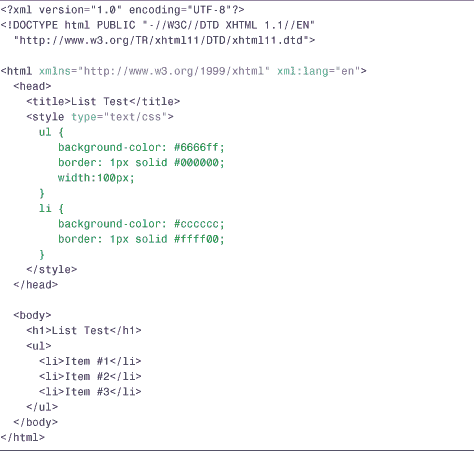 <?xml version="1.0" encoding="UTF-8"?>
<!DOCTYPE html PUBLIC "-//W3C//DTD XHTML 1.1//EN"
  "http://www.w3.org/TR/xhtml11/DTD/xhtml11.dtd">

<html xmlns="http://www.w3.org/1999/xhtml" xml:lang="en">
  <head>
    <title>List Test</title>
    <style type="text/css">
      ul {
         background-color: #6666ff;
         border: 1px solid #000000;
         width:100px;
      }
      li {
         background-color: #cccccc;
         border: 1px solid #ffff00;
      }
    </style>
  </head>

  <body>
    <h1>List Test</h1>
    <ul>
      <li>Item #1</li>
      <li>Item #2</li>
      <li>Item #3</li>
    </ul>
  </body>
</html>